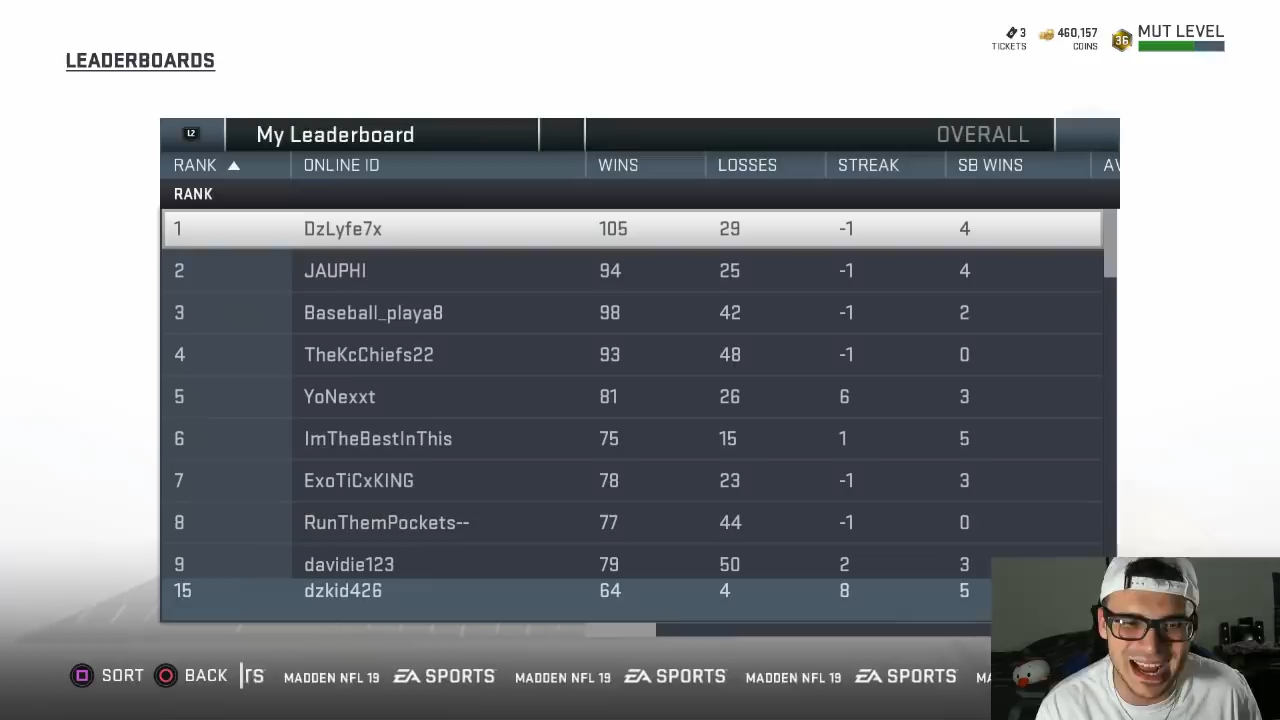 3
TICKETS
460,157
COINS
36
MUT LEVEL
LEADERBOARDS
L2
My Leaderboard
OVERALL
RANK ONLINE ID WINS LOSSES STREAK SB WINS AV
RANK
1 DzLyfe7x 105 29 -1 4
2 JAUPHI 94 25 -1 4
3 Baseball_playa8 98 42 -1 2
4 TheKcChiefs22 93 48 -1 0
5 YoNexxt 81 26 6 3
6 ImTheBestInThis 75 15 1 5
7 ExoTiCxKING 78 23 -1 3
8 RunThemPockets-- 77 44 -1 0
9 davidie123 79 50 2 3
15 dzkid426 64 4 8 5
SORT BACK TS MADDEN NFL 19 EA SPORTS MADDEN NFL 19 EA SPORTS MADDEN NFL 19 EA SPORTS MA